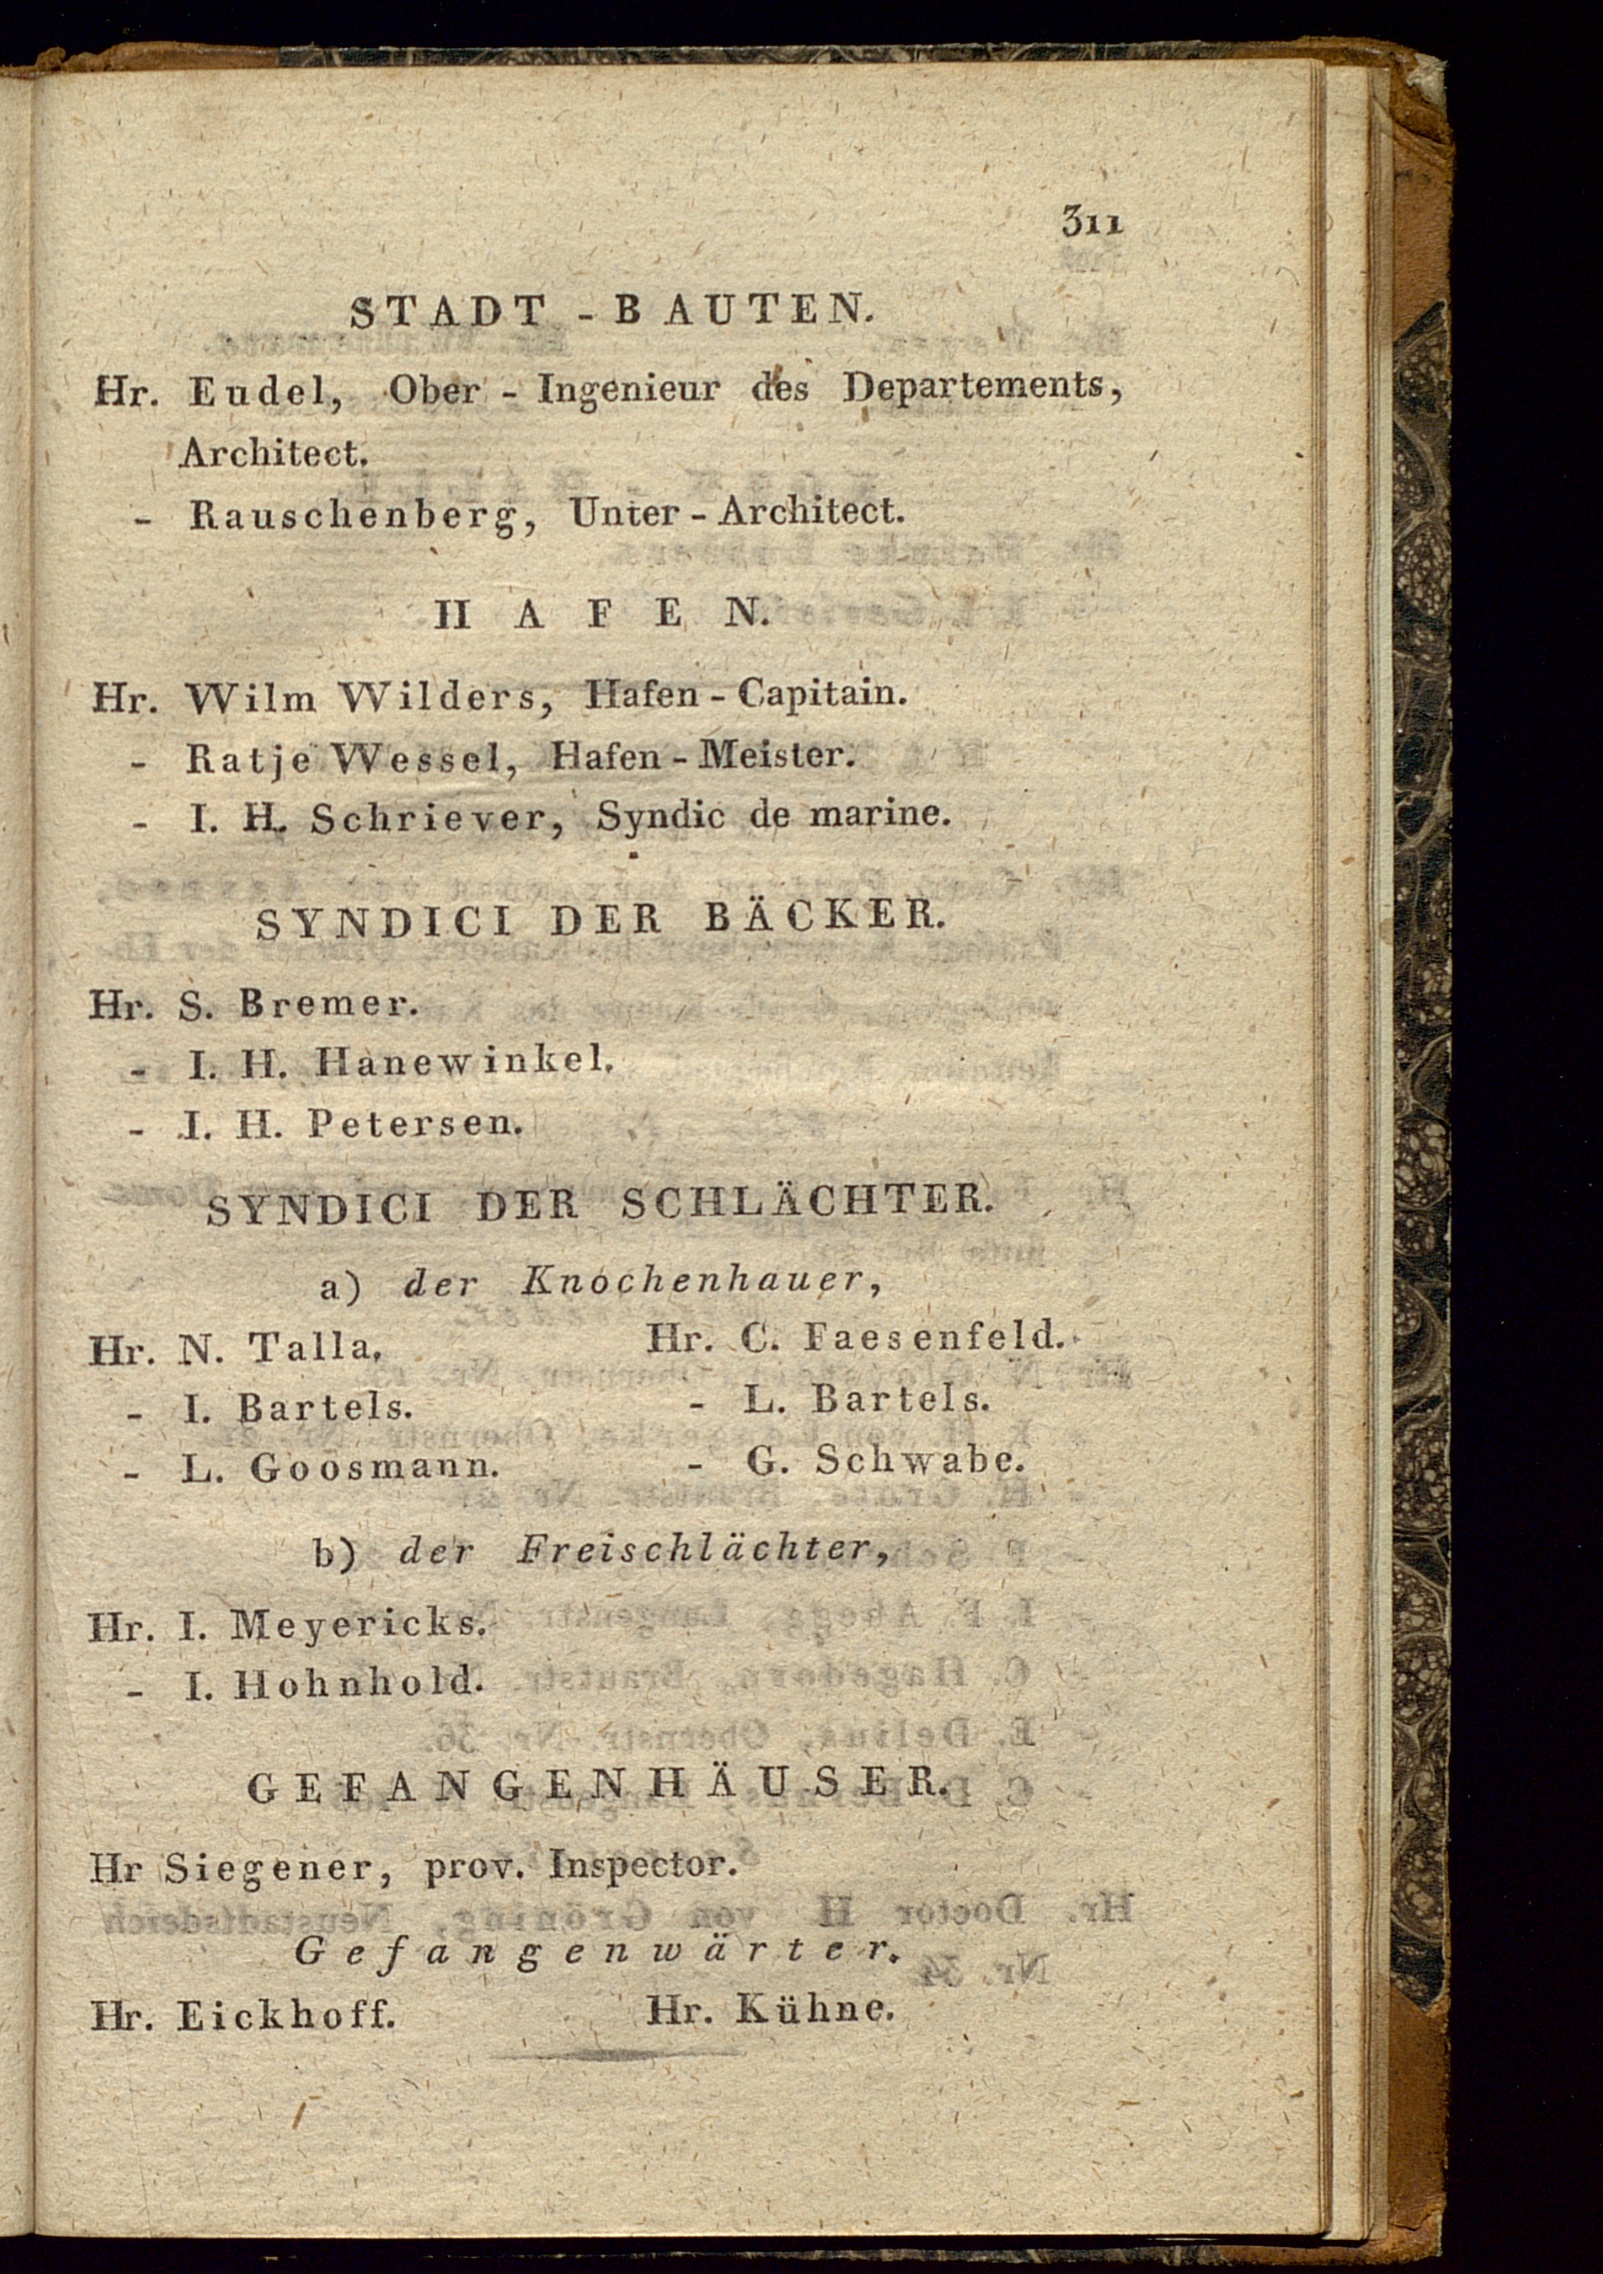 311
STADT-BAUTEN.
Hr. Eudel, Ober-Ingenieur des Departements,
Architect.
- Rauschenberg, Unter-Architect.
HAFEN.
Hr. Wilm Wilders, Hafen-Capitain.
- Ratje Wessel, Hafen-Meister.
- I. H. Schriever, Syndic de marine.
SYNDICI DER BÄCKER.
Hr. S. Bremer.
- I. H. Hanewinkel.
- I. H. Petersen.
SYNDICI DER SCHLÄCHTER.
a) der Knochenhauer,
Hr. N. Talla. Hr. C. Faesenfeld.
- I. Bartels. - L. Bartels.
- L. Goosmann. - G. Schwabe.
b) der Freischlächter,
Hr. I. Meyericks.
- I. Hohnhold.
GEFANGENHÄUSER.
Hr Siegener, prov. Inspector.
Gefangenwärter.
Hr. Eickhoff. Hr. Kühne.